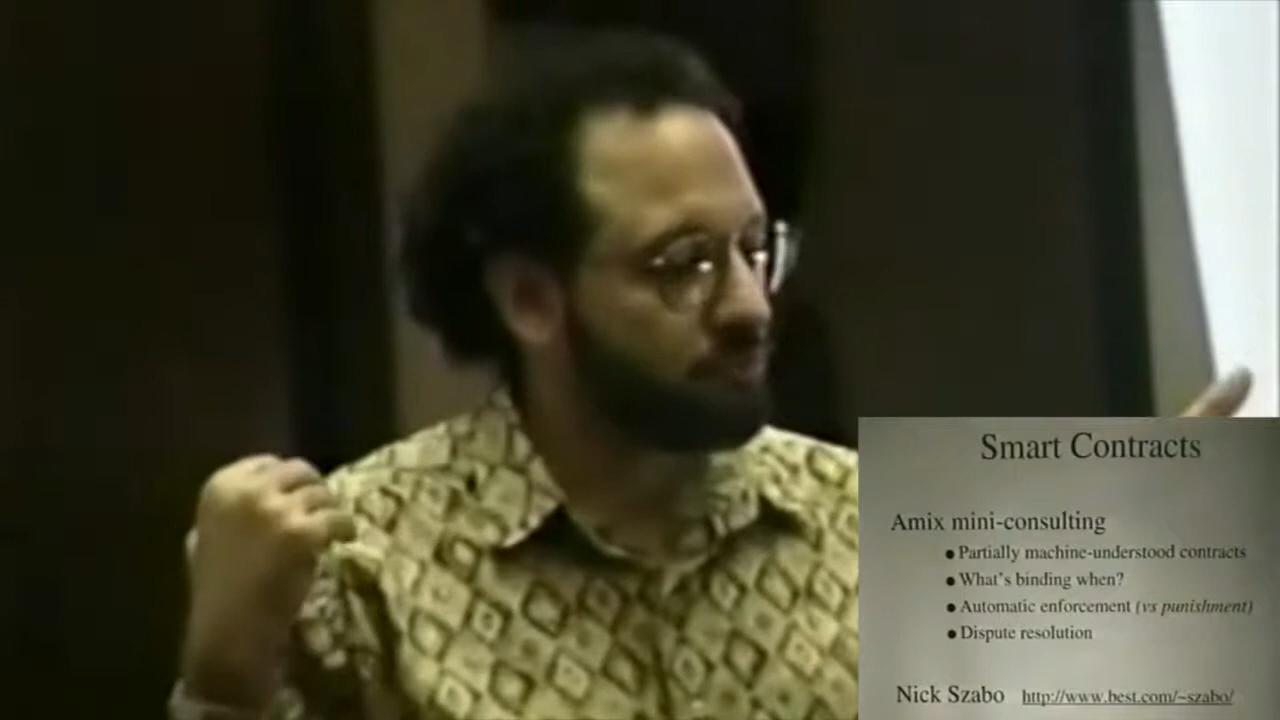 Smart Contracts
Amix mini-consulting
● Partially machine-understood contracts
● What's binding when?
● Automatic enforcement (vs punishment)
● Dispute resolution
Nick Szabo http://www.best.com/~szabo/